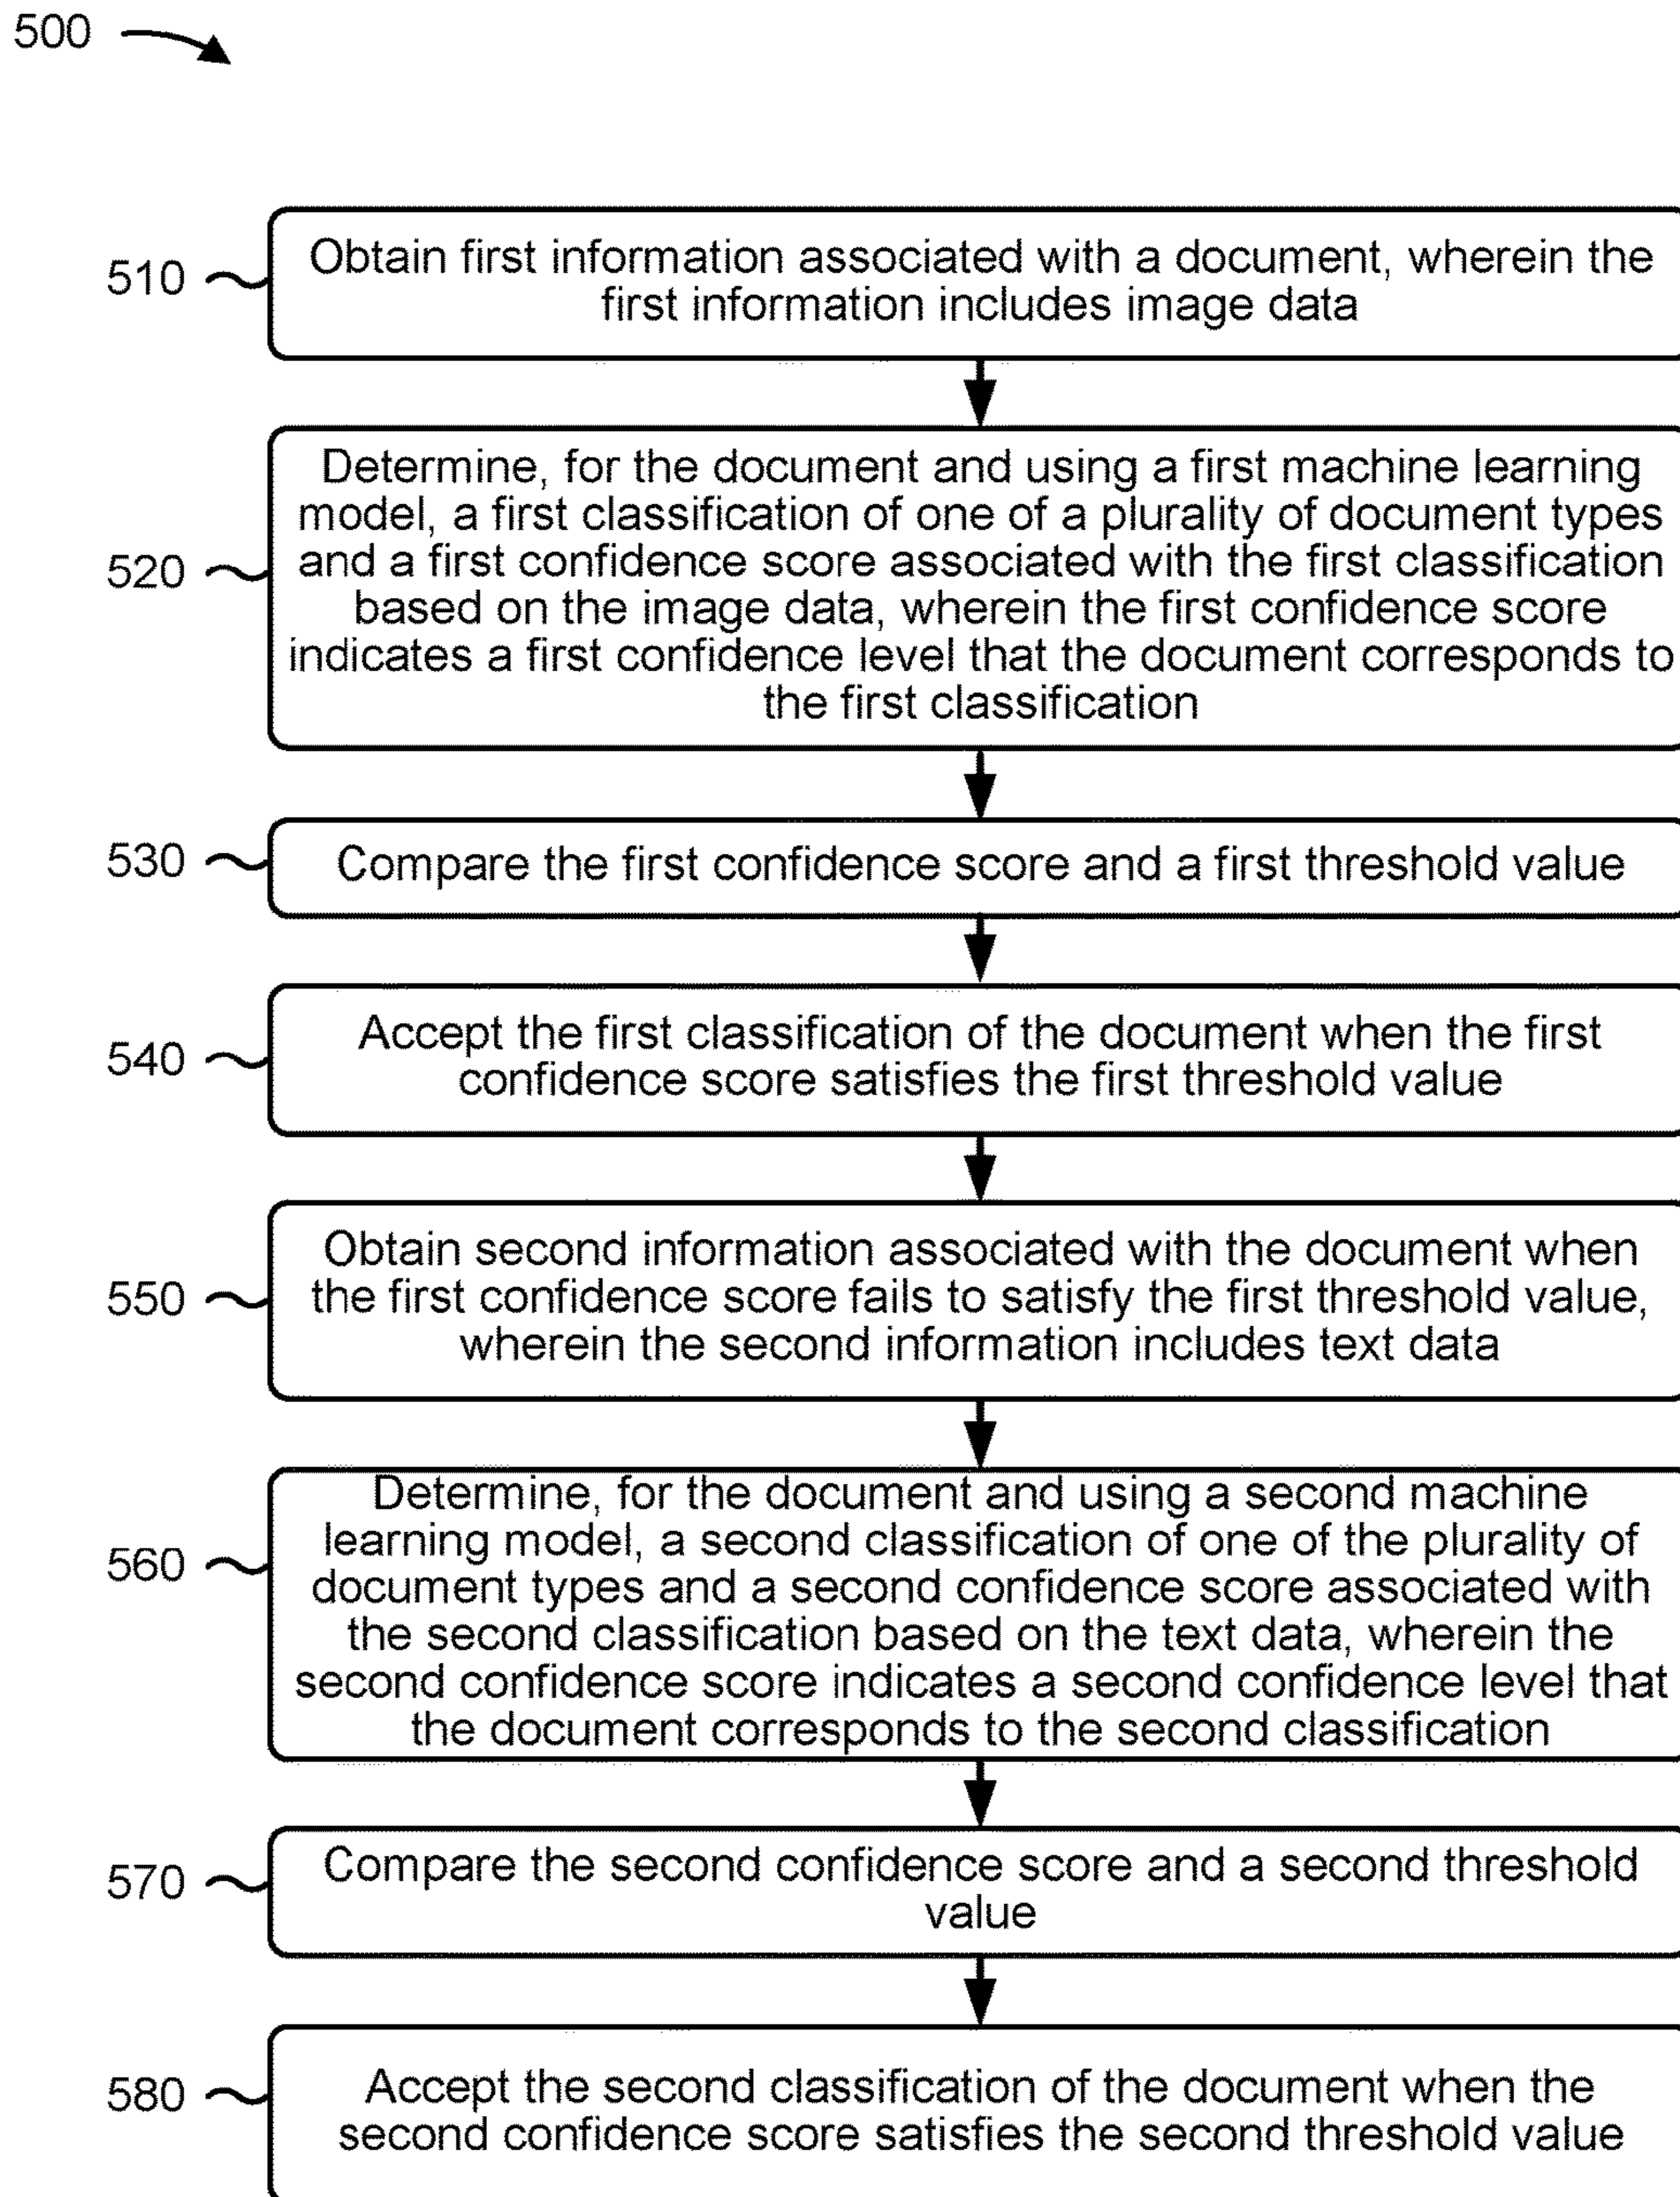 500
510
Obtain first information associated with a document, wherein the
first information includes image data
520
Determine, for the document and using a first machine learning
model, a first classification of one of a plurality of document types
and a first confidence score associated with the first classification
based on the image data, wherein the first confidence score
indicates a first confidence level that the document corresponds to
the first classification
530
Compare the first confidence score and a first threshold value
540
Accept the first classification of the document when the first
confidence score satisfies the first threshold value
550
Obtain second information associated with the document when
the first confidence score fails to satisfy the first threshold value,
wherein the second information includes text data
560
Determine, for the document and using a second machine
learning model, a second classification of one of the plurality of
document types and a second confidence score associated with
the second classification based on the text data, wherein the
second confidence score indicates a second confidence level that
the document corresponds to the second classification
570
Compare the second confidence score and a second threshold
value
580
Accept the second classification of the document when the
second confidence score satisfies the second threshold value